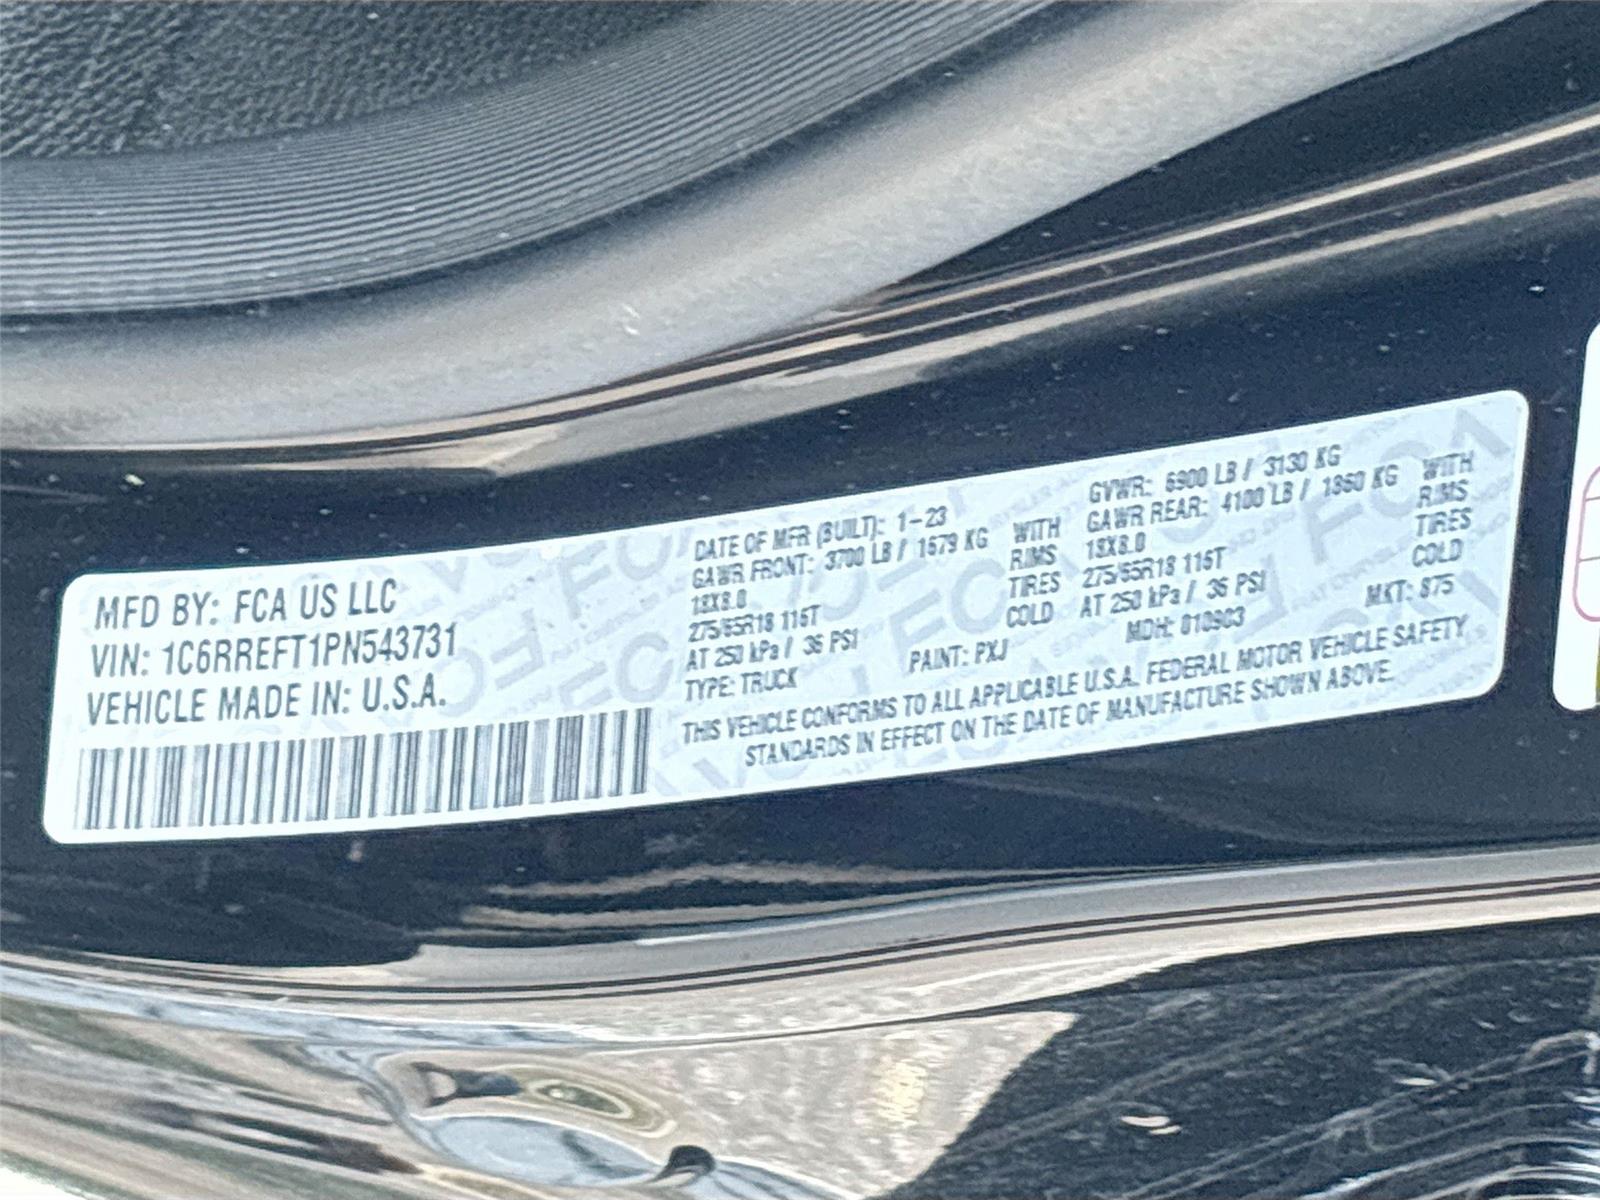 MFD BY: FCA US LLC
VIN: 1C6RREFT1PN543731
VEHICLE MADE IN: U.S.A.
DATE OF MFR (BUILT): 1-23
GAWR FRONT: 3700 LB / 1679 KG WITH
18X8.0 RIMS
275/65R18 116T TIRES
AT 250 kPa / 36 PSI COLD
TYPE: TRUCK PAINT: PXJ
GVWR: 6900 LB / 3130 KG
GAWR REAR: 4100 LB / 1860 KG WITH
18X8.0 RIMS
275/65R18 116T TIRES
AT 250 kPa / 36 PSI COLD
MDH: 010903 MKT: 875
THIS VEHICLE CONFORMS TO ALL APPLICABLE U.S.A. FEDERAL MOTOR VEHICLE SAFETY
STANDARDS IN EFFECT ON THE DATE OF MANUFACTURE SHOWN ABOVE.